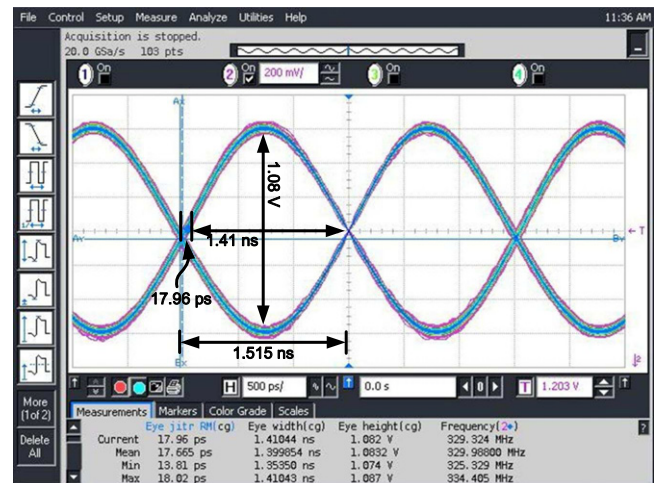 File Control Setup Measure Analyze Utilities Help 11:36 AM
Acquisition is stopped.
20.0 GSa/s 103 pts
1 On 2 On 200 mV/ 3 On 4 On
Ax
1.08 V
T
Ay
By
1.41 ns
17.96 ps
1.515 ns
Bx
H 500 ps/ 0.0 s 0 T 1.203 V
More
(1of 2)
Delete
All
Measurements Markers Color Grade Scales
Eye jitr RM(cg) Eye width(cg) Eye height(cg) Frequency(2)
Current 17.96 ps 1.41044 ns 1.082 V 329.324 MHz
Mean 17.665 ps 1.399854 ns 1.0832 V 329.98800 MHz
Min 13.81 ps 1.35350 ns 1.074 V 325.329 MHz
Max 18.02 ps 1.41043 ns 1.087 V 334.405 MHz
?